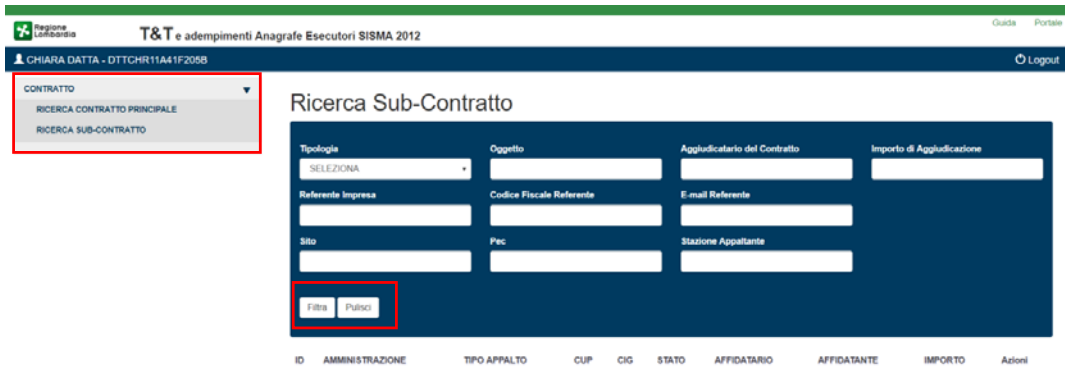 Guida Portale
Regione
Lombardia
T&T e adempimenti Anagrafe Esecutori SISMA 2012
CHIARA DATTA - DTTCHR11A41F205B
Logout
CONTRATTO
RICERCA CONTRATTO PRINCIPALE
RICERCA SUB-CONTRATTO
Ricerca Sub-Contratto
Tipologia Oggetto Aggiudicatario del Contratto Importo di Aggiudicazione
SELEZIONA
Referente Impresa Codice Fiscale Referente E-mail Referente
Sito Pec Stazione Appaltante
Filtra Pulisci
ID AMMINISTRAZIONE TIPO APPALTO CUP CIG STATO AFFIDATARIO AFFIDATANTE IMPORTO Azioni